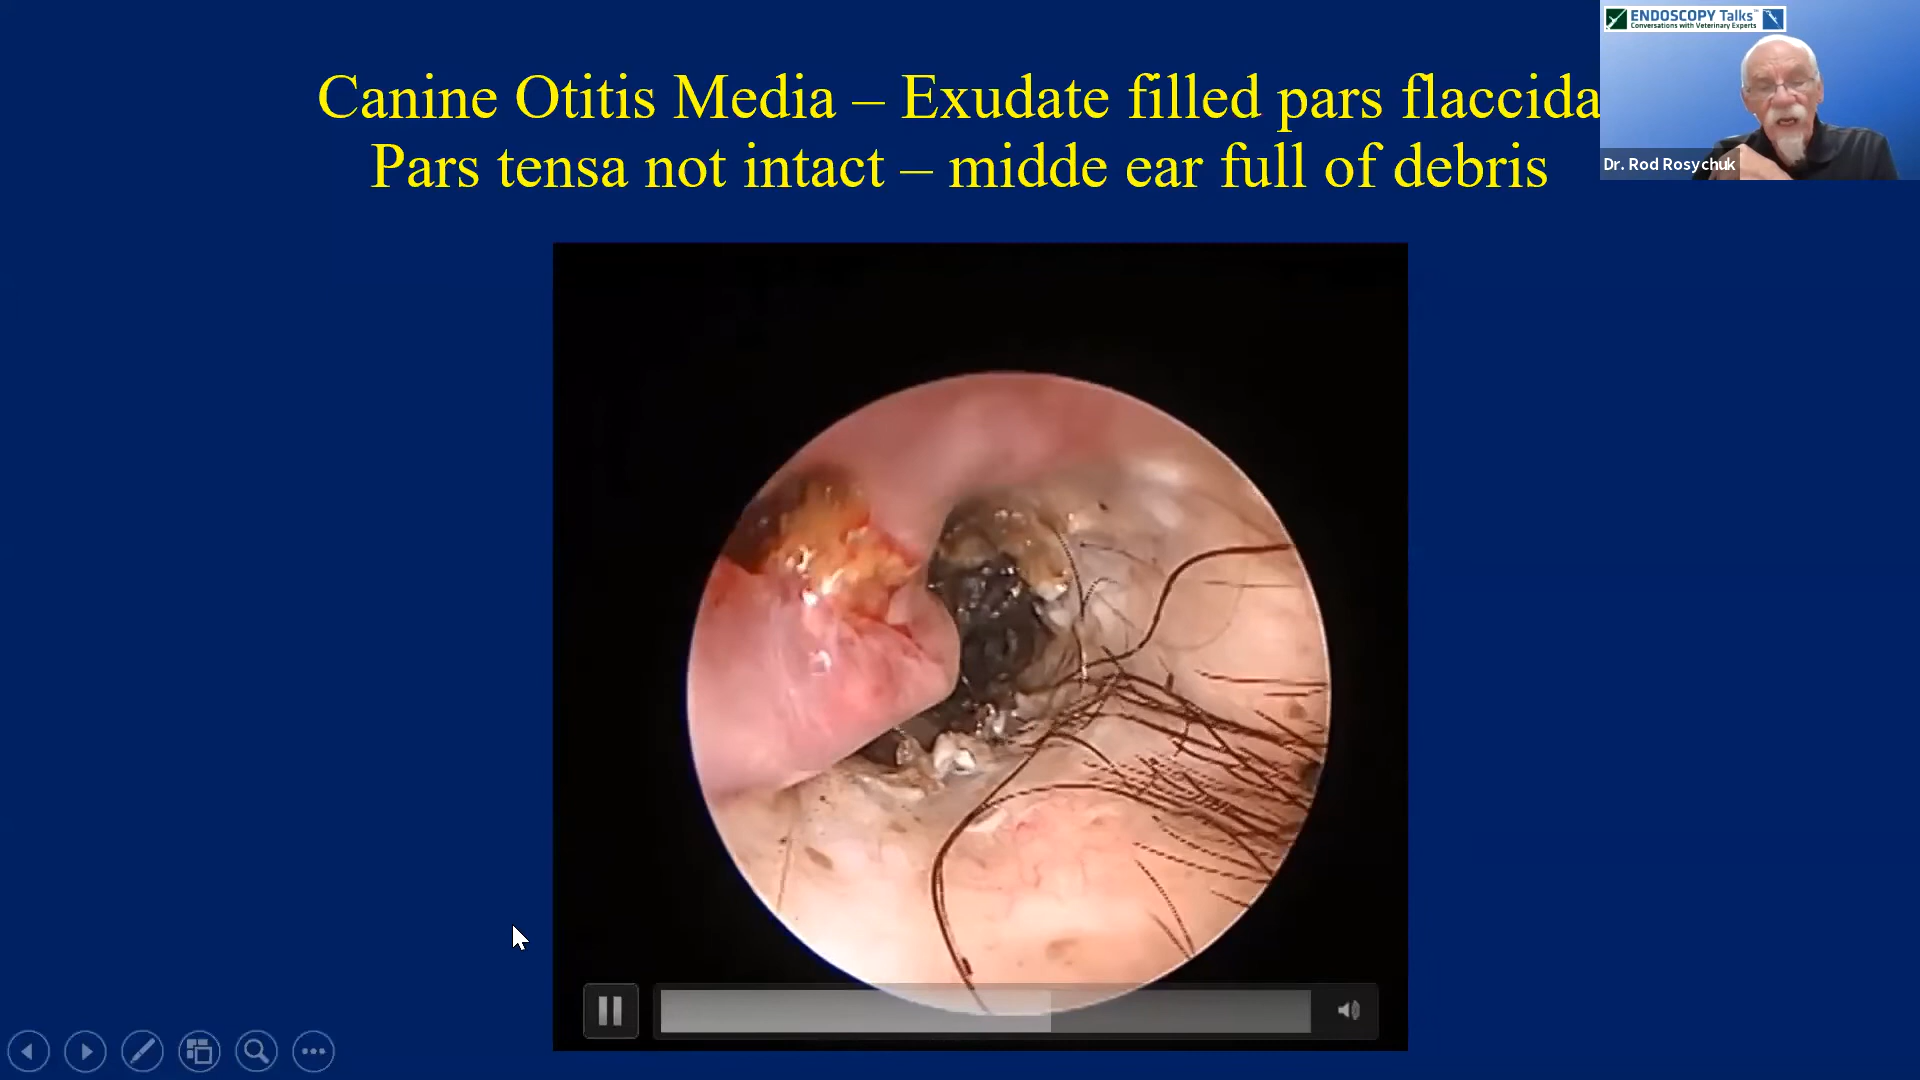 Canine Otitis Media – Exudate filled pars flaccida
Pars tensa not intact – midde ear full of debris
ENDOSCOPY Talks™
Conversations with Veterinary Experts
Dr. Rod Rosychuk